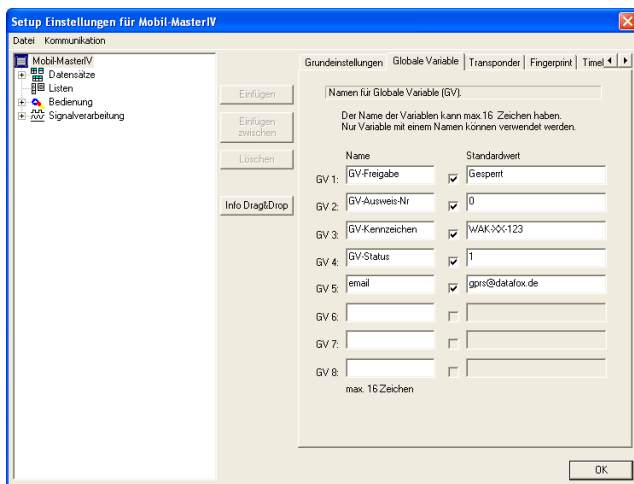 Setup Einstellungen für Mobil-MasterIV
Datei Kommunikation
Mobil-MasterIV
Datensätze
Listen
Bedienung
Signalverarbeitung
Einfügen
Einfügen
zwischen
Löschen
Info Drag&Drop
Grundeinstellungen Globale Variable Transponder Fingerprint
Namen für Globale Variable (GV).
Der Name der Variablen kann max.16 Zeichen haben.
Nur Variable mit einem Namen können verwendet werden.
Name Standardwert
GV 1: GV-Freigabe Gesperrt
GV 2: GV-Ausweis-Nr 0
GV 3: GV-Kennzeichen WAK-XX-123
GV 4: GV-Status 1
GV 5: email gprs@datafox.de
GV 6:
GV 7:
GV 8:
max. 16 Zeichen
OK